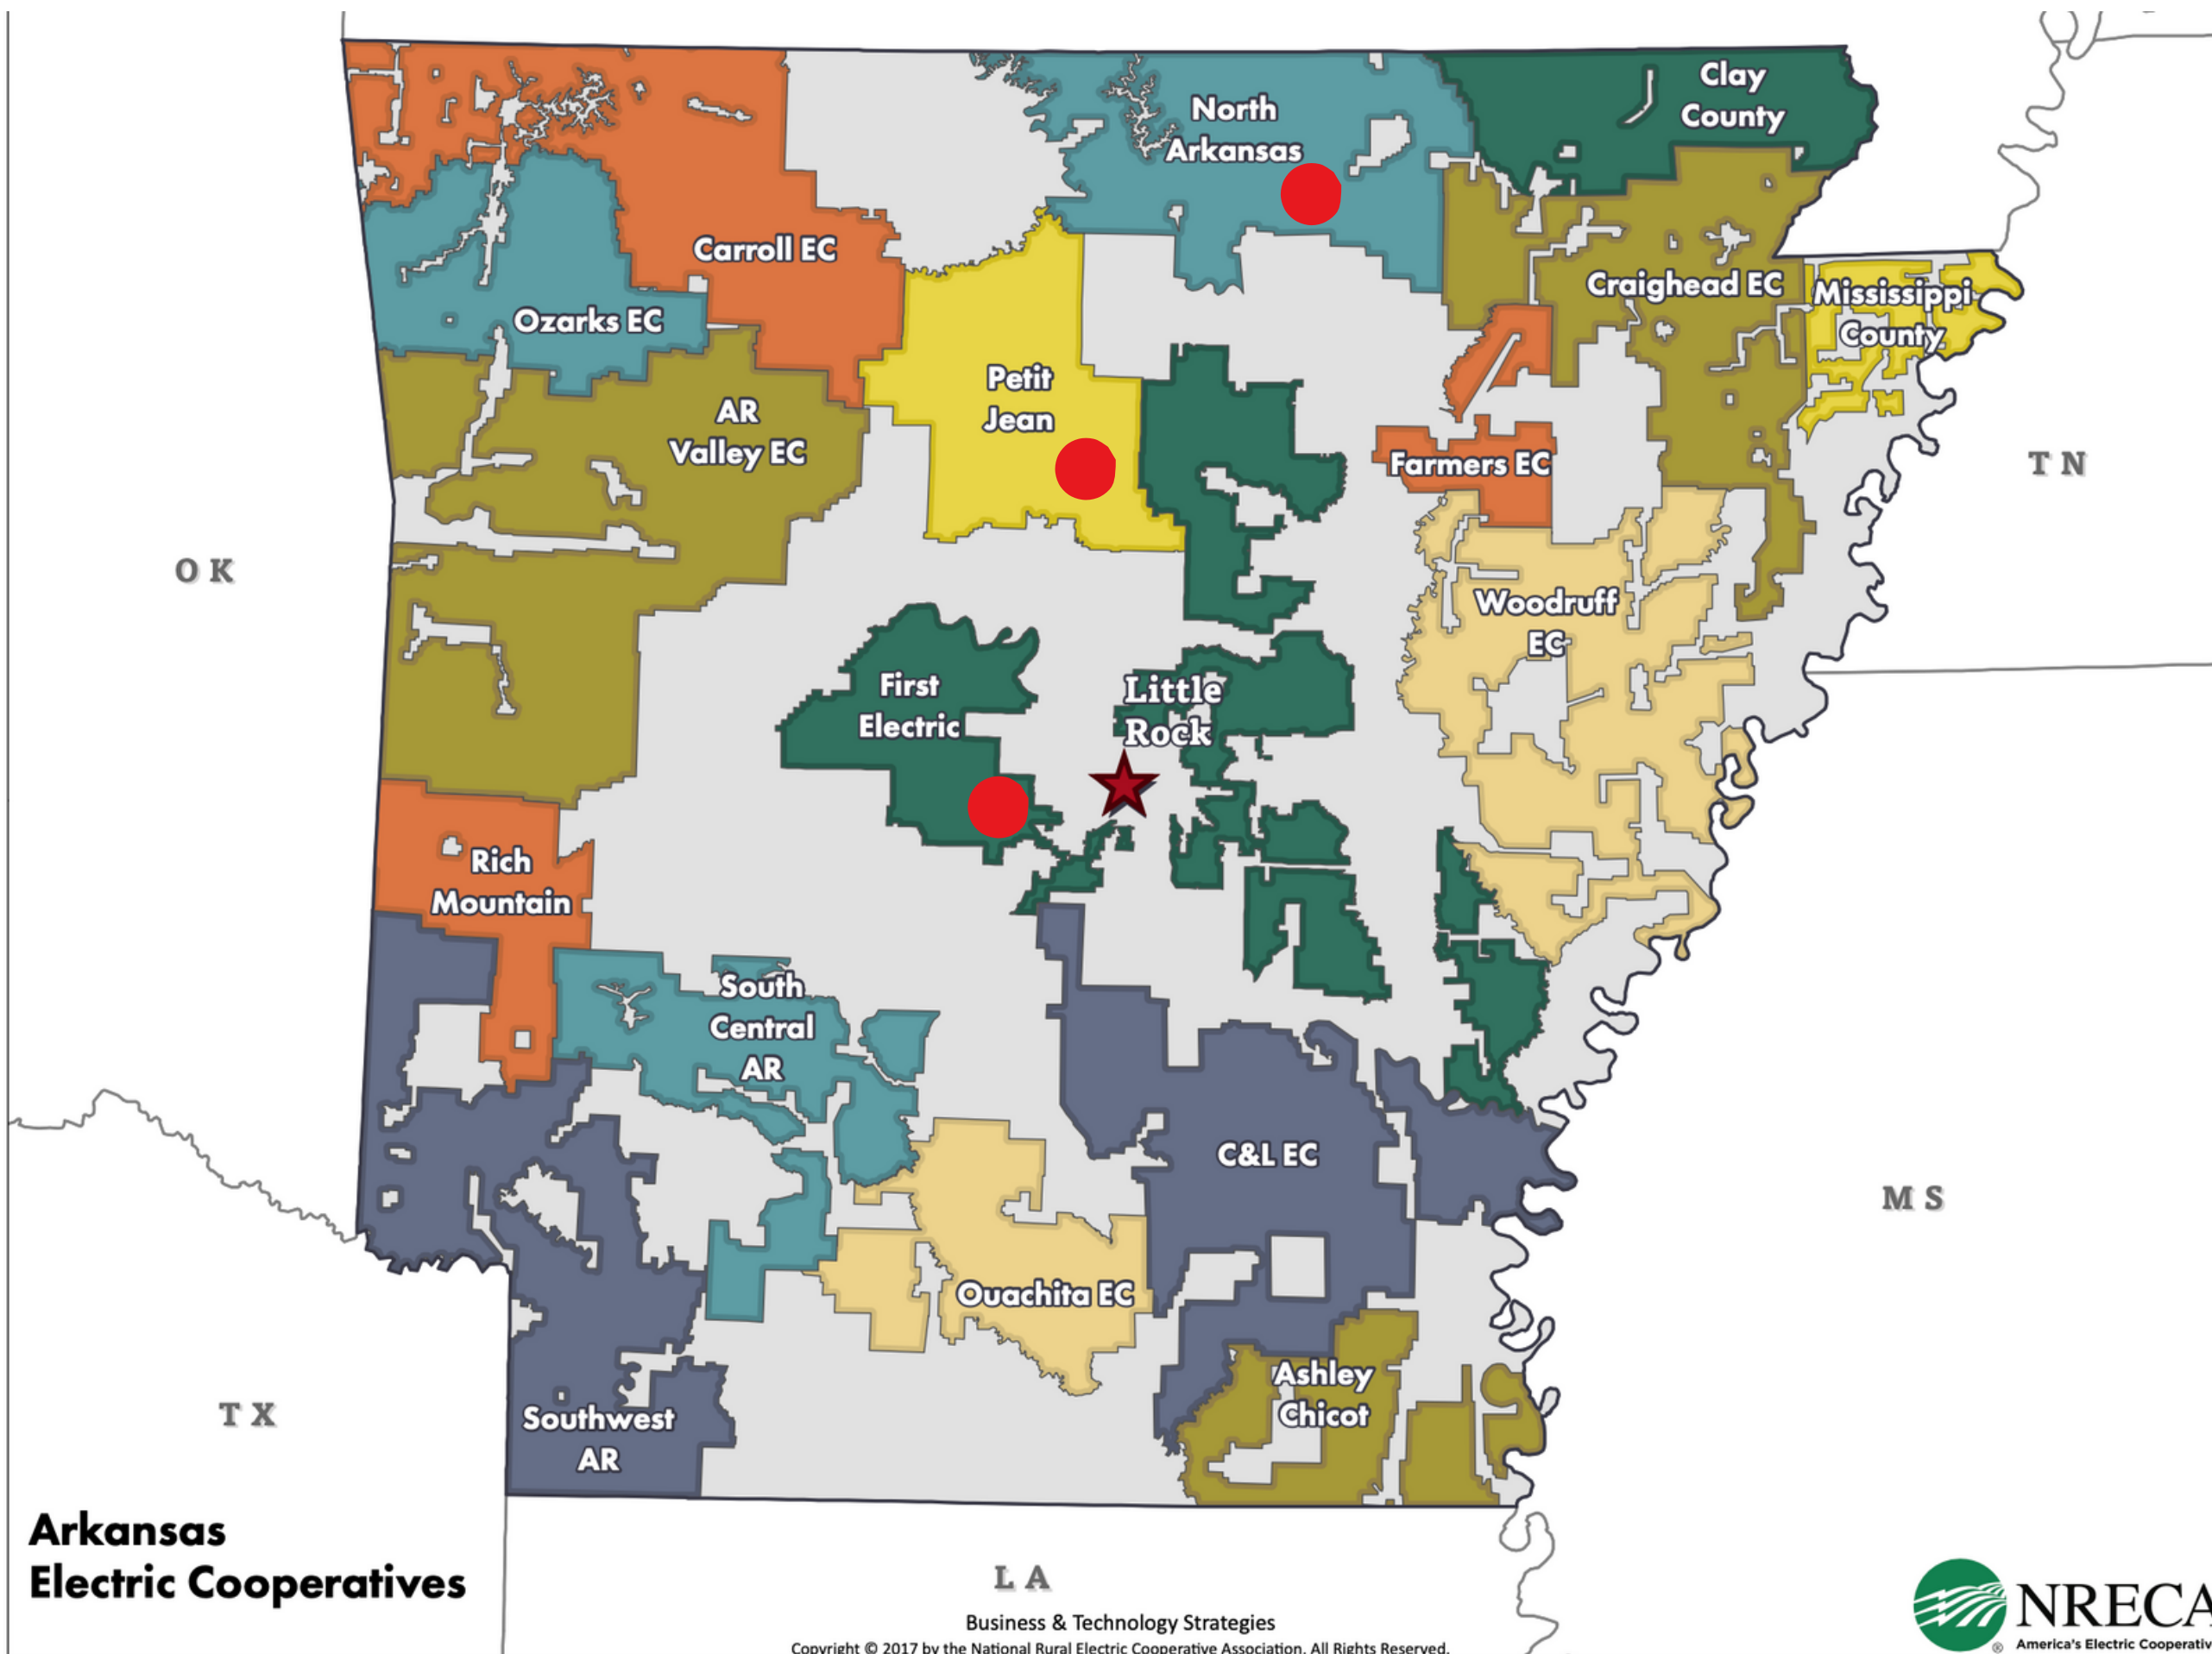 Clay
County
North
Arkansas
Carroll EC
Craighead EC
Mississippi
County
Ozarks EC
Petit
Jean
AR
Valley EC
Farmers EC
TN
OK
Woodruff
EC
First
Electric
Little
Rock
Rich
Mountain
South
Central
AR
C&L EC
MS
Ouachita EC
Ashley
Chicot
TX
Southwest
AR
Arkansas
Electric Cooperatives
LA
Business & Technology Strategies
Copyright © 2017 by the National Rural Electric Cooperative Association. All Rights Reserved.
NRECA
America's Electric Cooperativ
®